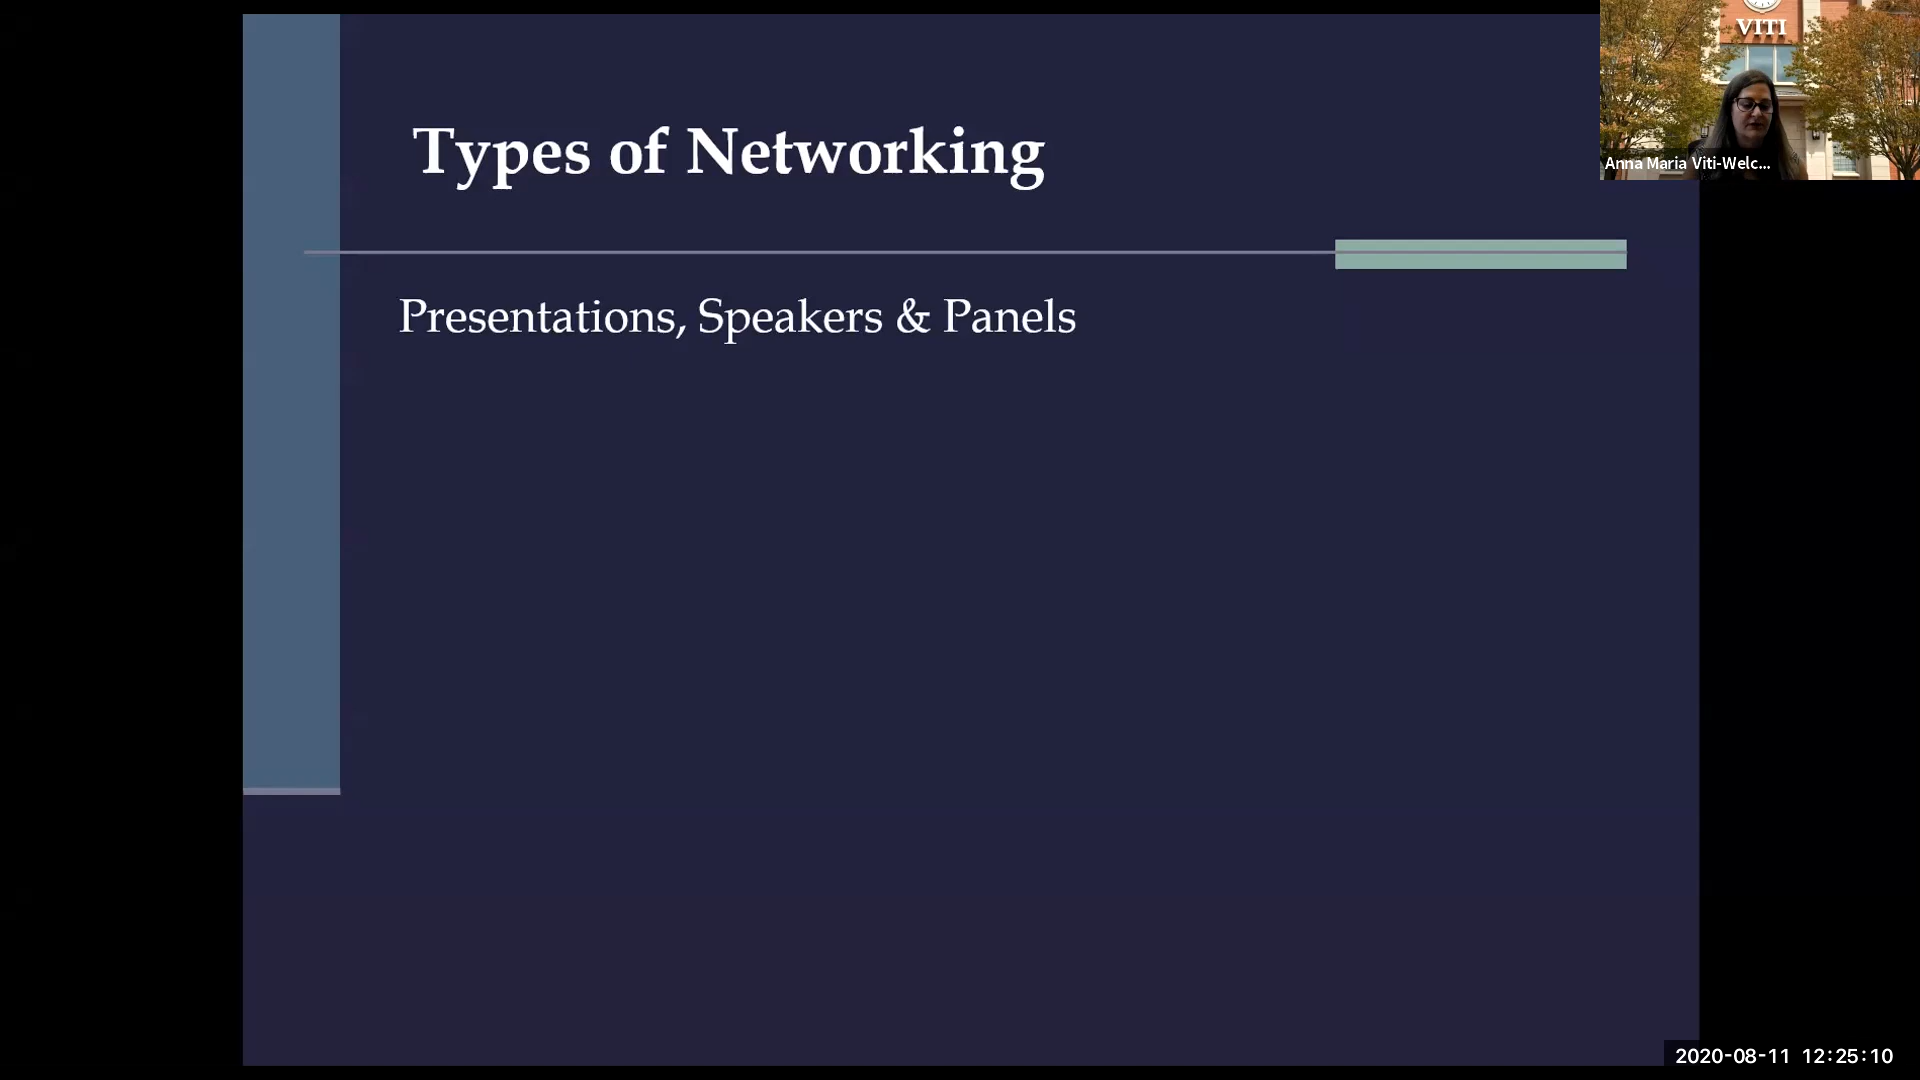 VITI
Types of Networking
Anna Maria Viti-Welc...
Presentations, Speakers & Panels
2020-08-11 12:25:10